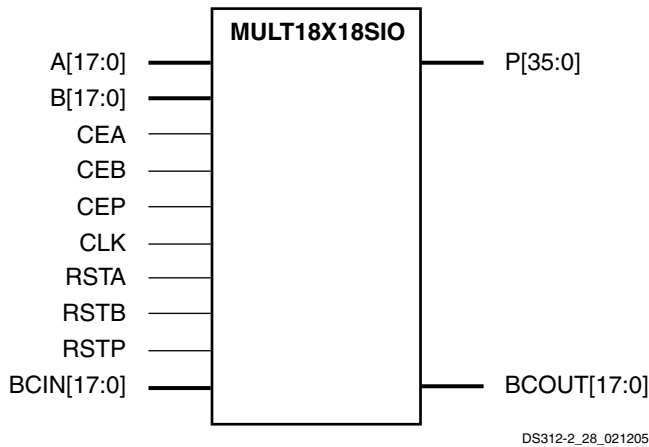 MULT18X18SIO
A[17:0]
P[35:0]
B[17:0]
CEA
CEB
CEP
CLK
RSTA
RSTB
RSTP
BCIN[17:0]
BCOUT[17:0]
DS312-2_28_021205